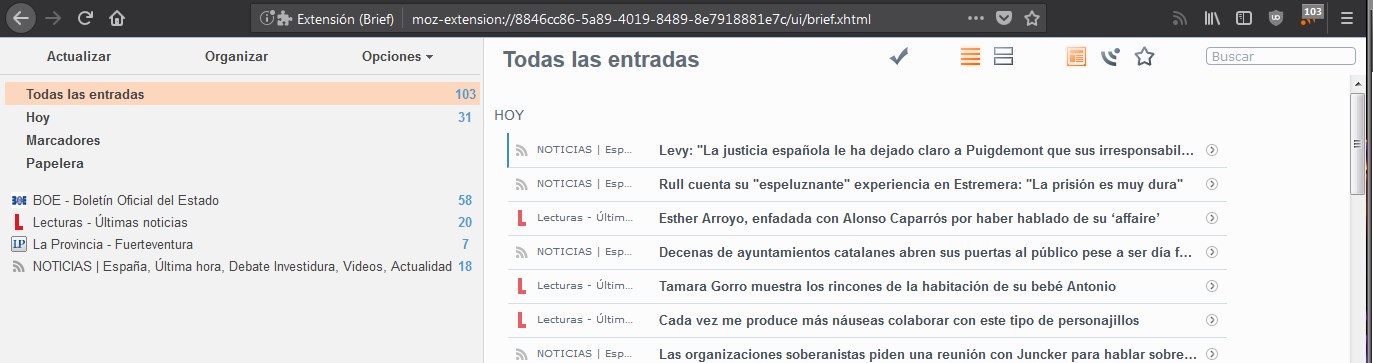 Extensión (Brief) moz-extension://8846cc86-5a89-4019-8489-8e7918881e7c/ui/brief.xhtml
103
Actualizar Organizar Opciones
Todas las entradas 103
Hoy 31
Marcadores
Papelera
BOE - Boletín Oficial del Estado 58
Lecturas - Últimas noticias 20
La Provincia - Fuerteventura 7
NOTICIAS | España, Última hora, Debate Investidura, Videos, Actualidad 18
Todas las entradas
Buscar
HOY
NOTICIAS | Esp... Levy: "La justicia española le ha dejado claro a Puigdemont que sus irresponsabil...
NOTICIAS | Esp... Rull cuenta su "espeluznante" experiencia en Estremera: "La prisión es muy dura"
Lecturas - Últim... Esther Arroyo, enfadada con Alonso Caparrós por haber hablado de su ‘affaire’
NOTICIAS | Esp... Decenas de ayuntamientos catalanes abren sus puertas al público pese a ser día f...
Lecturas - Últim... Tamara Gorro muestra los rincones de la habitación de su bebé Antonio
Lecturas - Últim... Cada vez me produce más náuseas colaborar con este tipo de personajillos
NOTICIAS | Esp... Las organizaciones soberanistas piden una reunión con Juncker para hablar sobre...